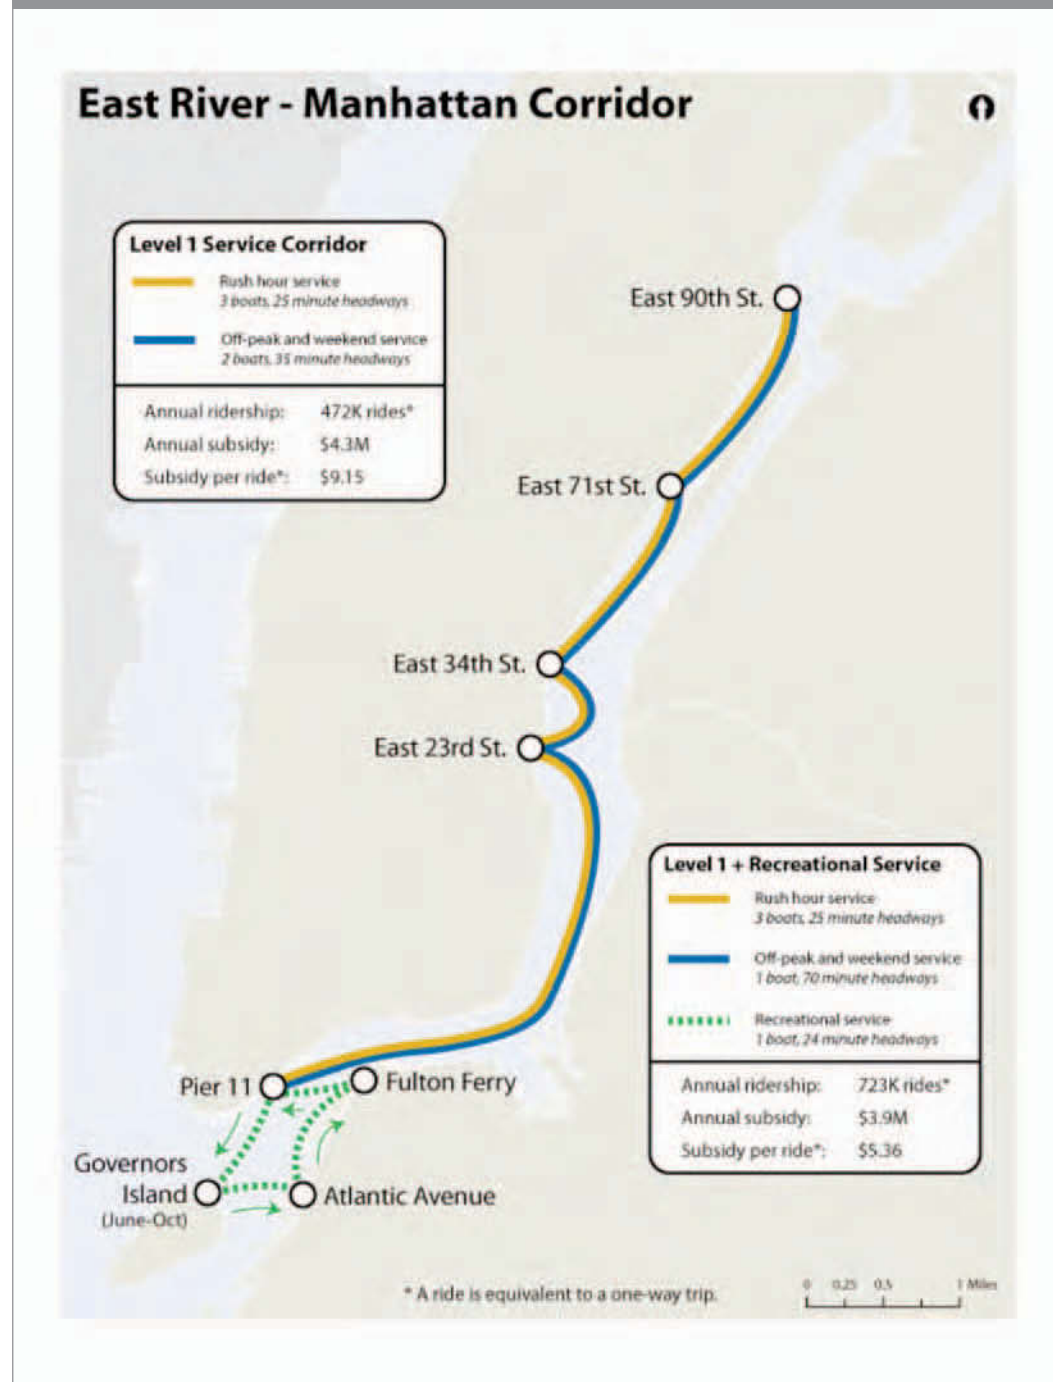 East River - Manhattan Corridor
Level 1 Service Corridor
Rush hour service
3 boats, 25 minute headways
Off-peak and weekend service
2 boats, 35 minute headways
Annual ridership: 472K rides*
Annual subsidy: $4.3M
Subsidy per ride*: $9.15
East 90th St.
East 71st St.
East 34th St.
East 23rd St.
Level 1 + Recreational Service
Rush hour service
3 boats, 25 minute headways
Off-peak and weekend service
1 boat, 70 minute headways
Recreational service
1 boat, 24 minute headways
Annual ridership: 723K rides*
Annual subsidy: $3.9M
Subsidy per ride*: $5.36
Pier 11
Fulton Ferry
Governors
Island
(June-Oct)
Atlantic Avenue
* A ride is equivalent to a one-way trip.
0 0.25 0.5 1 Miles